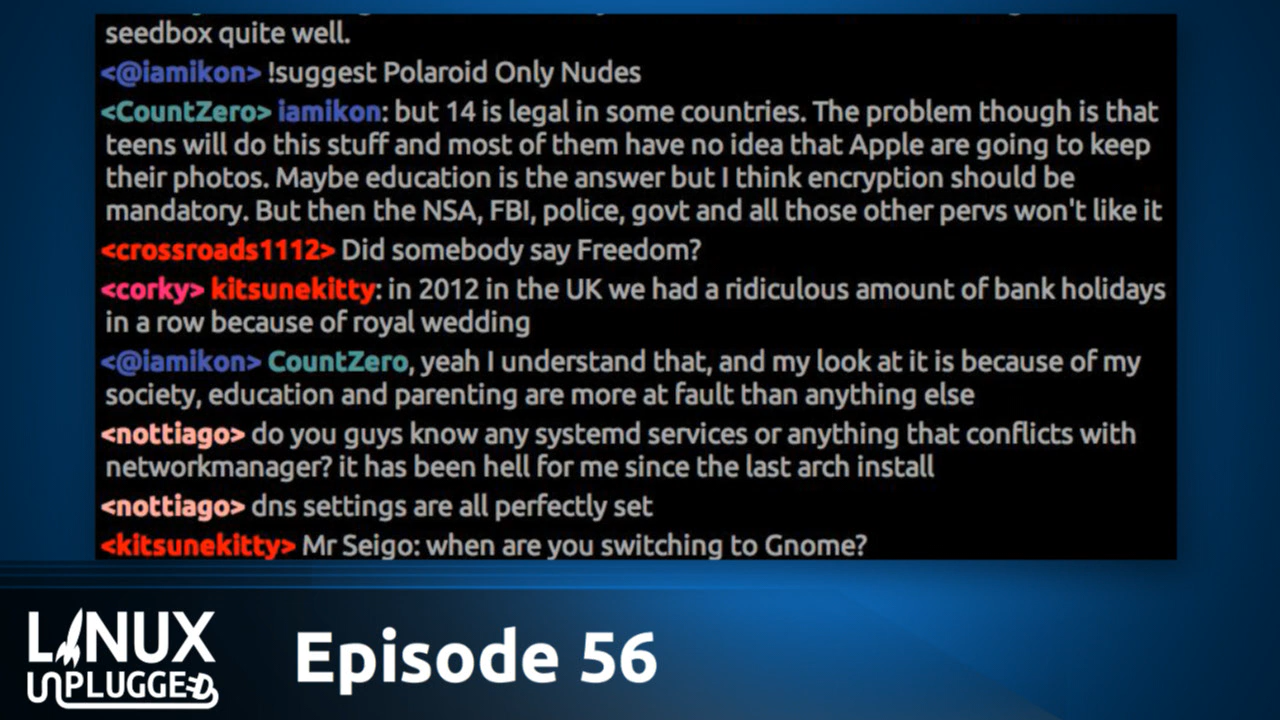 seedbox quite well.
<@iamikon> !suggest Polaroid Only Nudes
<CountZero> iamikon: but 14 is legal in some countries. The problem though is that
teens will do this stuff and most of them have no idea that Apple are going to keep
their photos. Maybe education is the answer but I think encryption should be
mandatory. But then the NSA, FBI, police, govt and all those other pervs won't like it
<crossroads1112> Did somebody say Freedom?
<corky> kitsunekitty: in 2012 in the UK we had a ridiculous amount of bank holidays
in a row because of royal wedding
<@iamikon> CountZero, yeah I understand that, and my look at it is because of my
society, education and parenting are more at fault than anything else
<nottiago> do you guys know any systemd services or anything that conflicts with
networkmanager? it has been hell for me since the last arch install
<nottiago> dns settings are all perfectly set
<kitsunekitty> Mr Seigo: when are you switching to Gnome?
LINUX
UNPLUGGED
Episode 56